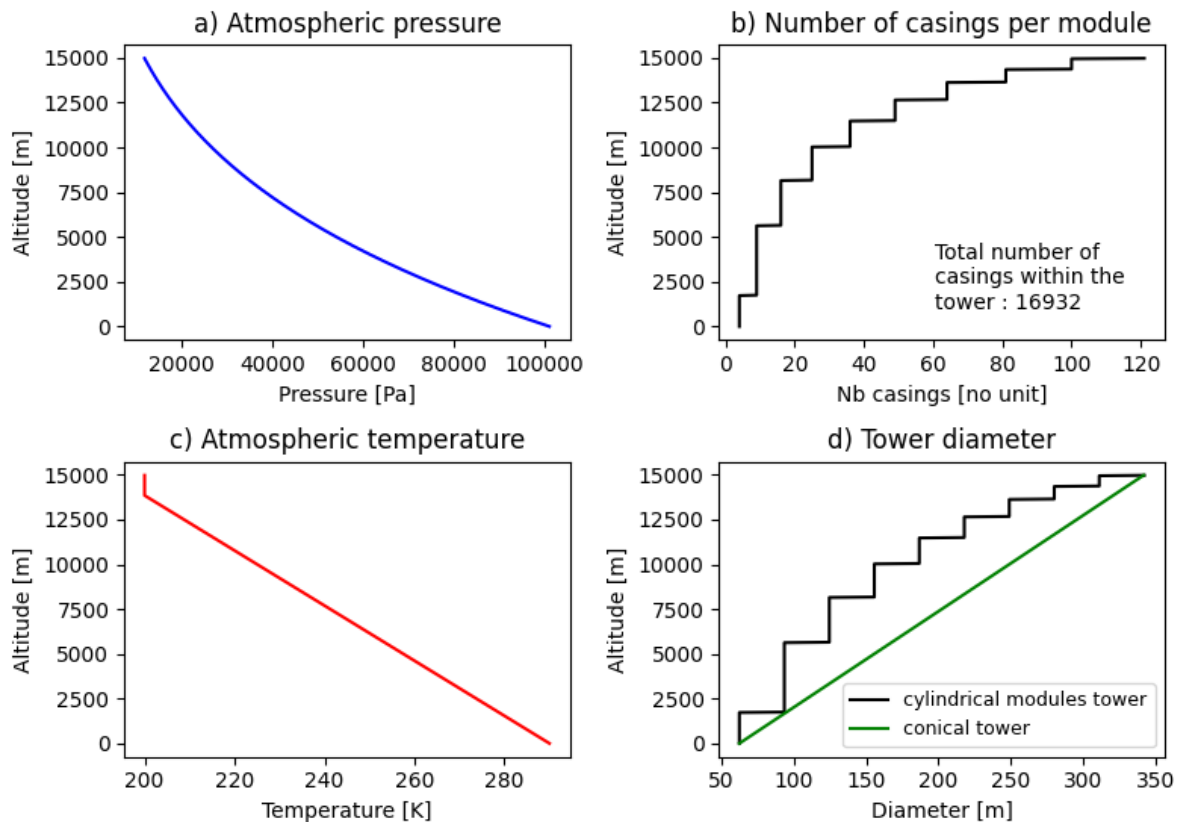 a) Atmospheric pressure
15000
12500
10000
7500
5000
2500
0
Altitude [m]
20000 40000 60000 80000 100000
Pressure [Pa]
b) Number of casings per module
15000
12500
10000
7500
5000
2500
0
Altitude [m]
Total number of
casings within the
tower : 16932
0 20 40 60 80 100 120
Nb casings [no unit]
c) Atmospheric temperature
15000
12500
10000
7500
5000
2500
0
Altitude [m]
200 220 240 260 280
Temperature [K]
d) Tower diameter
15000
12500
10000
7500
5000
2500
0
Altitude [m]
cylindrical modules tower
conical tower
50 100 150 200 250 300 350
Diameter [m]